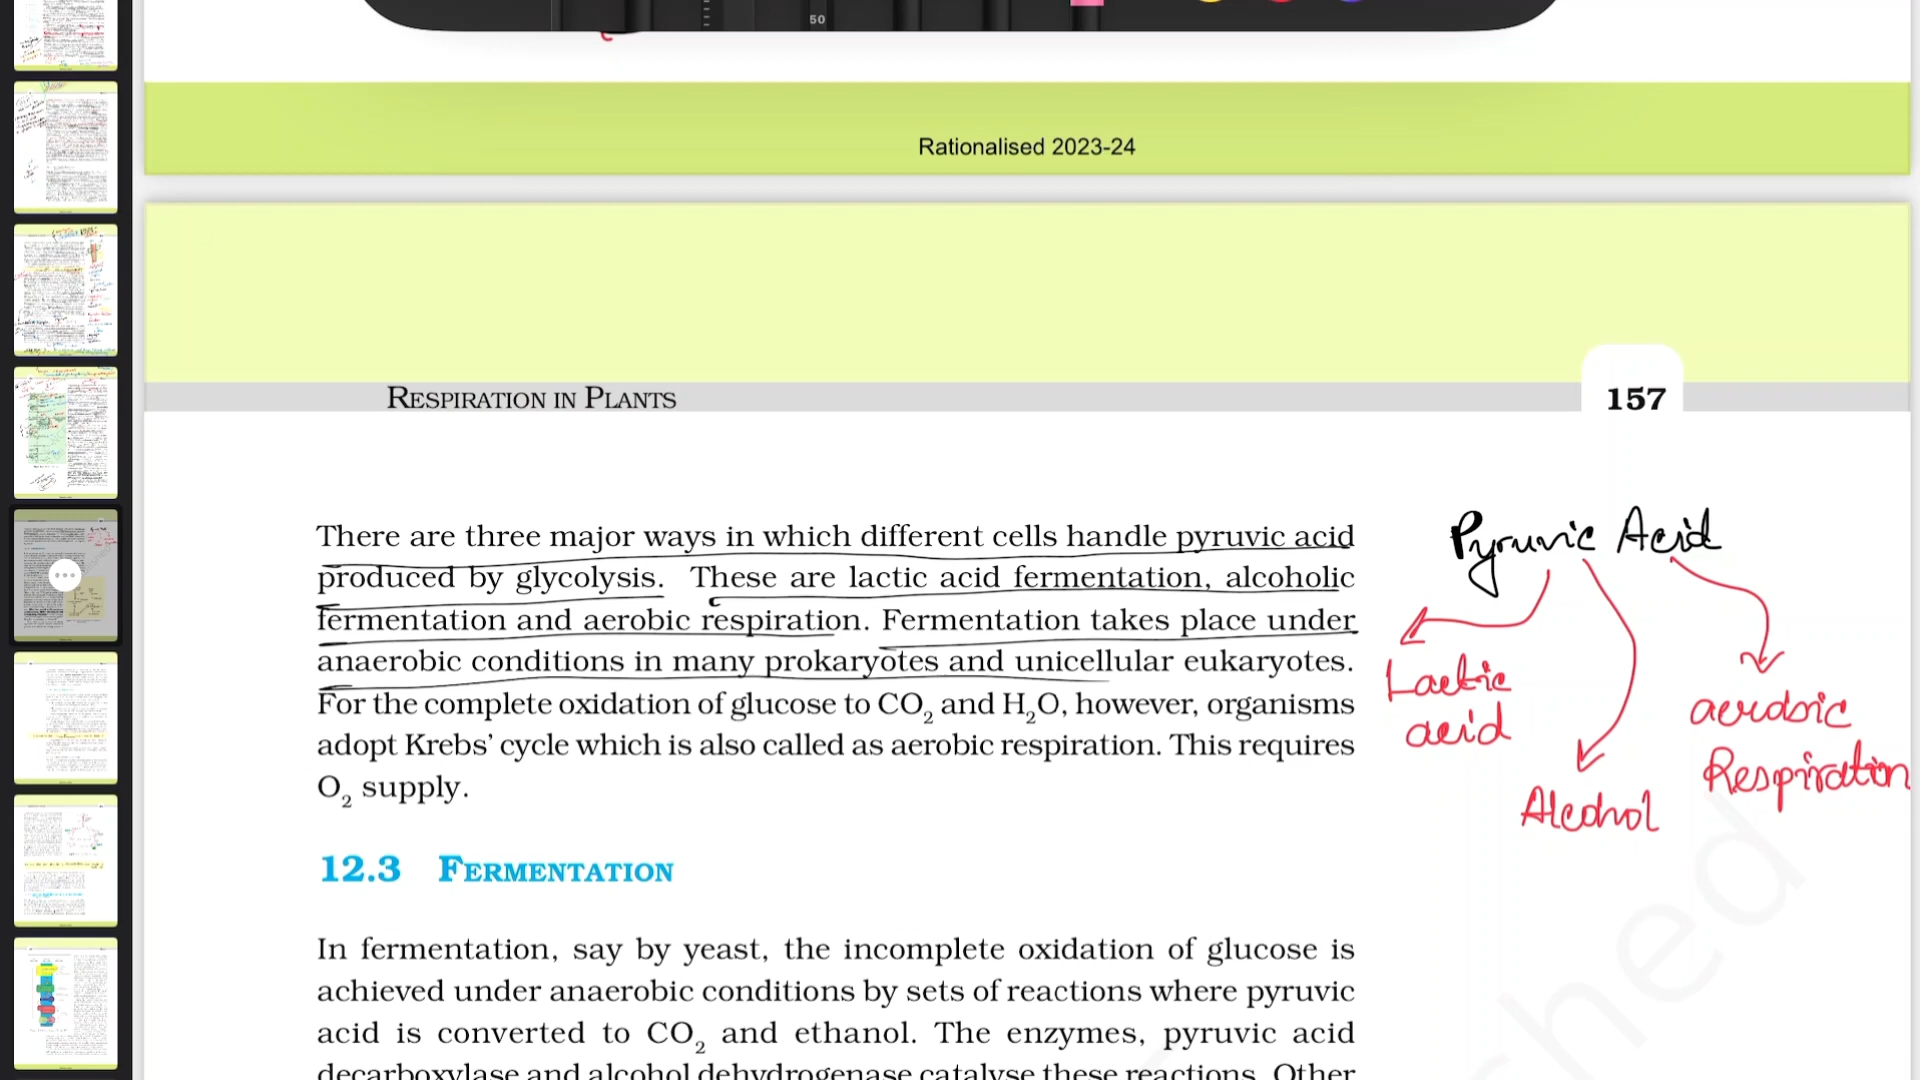 50
Rationalised 2023-24
RESPIRATION IN PLANTS
157
There are three major ways in which different cells handle pyruvic acid
produced by glycolysis. These are lactic acid fermentation, alcoholic
fermentation and aerobic respiration. Fermentation takes place under
anaerobic conditions in many prokaryotes and unicellular eukaryotes.
For the complete oxidation of glucose to CO₂ and H₂O, however, organisms
adopt Krebs’ cycle which is also called as aerobic respiration. This requires
O₂ supply.
Pyruvic Acid
Lactic
acid
Alcohol
aerobic
Respiration
12.3 FERMENTATION
In fermentation, say by yeast, the incomplete oxidation of glucose is
achieved under anaerobic conditions by sets of reactions where pyruvic
acid is converted to CO₂ and ethanol. The enzymes, pyruvic acid
decarboxylase and alcohol dehydrogenase catalyse these reactions. Other
hed